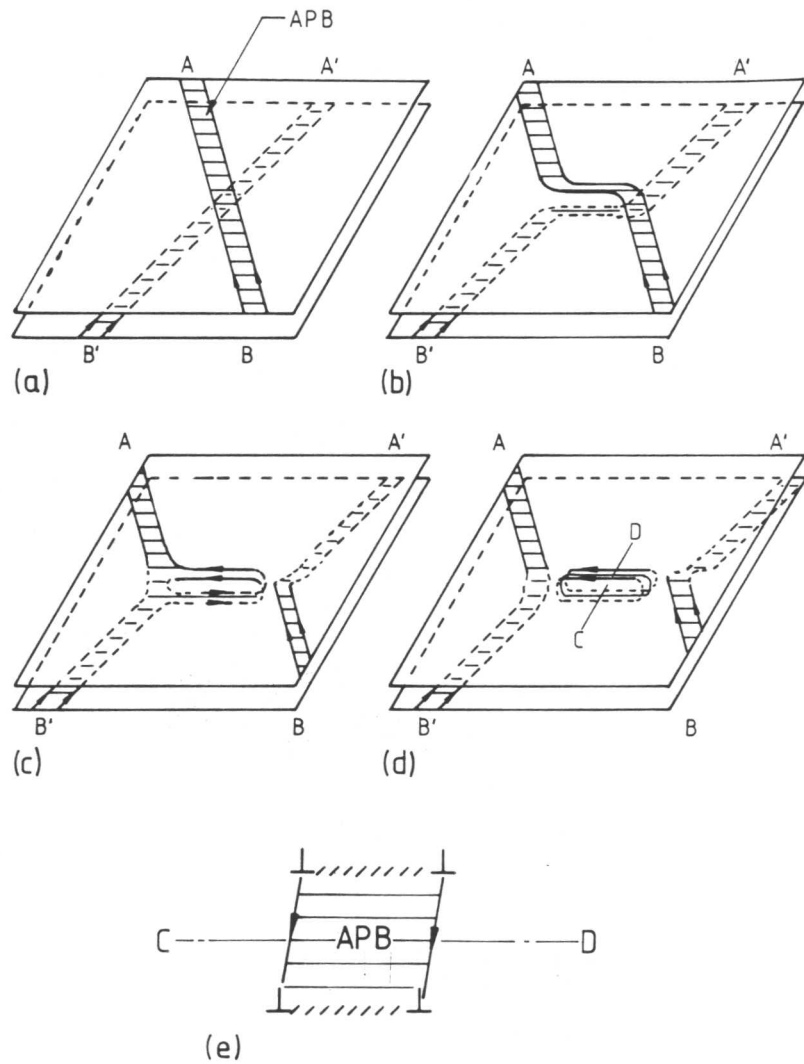 APB
A A' A A'
B' B B' B
(a) (b)
A A' A A'
D
C
B' B B' B
(c) (d)
C APB D
(e)